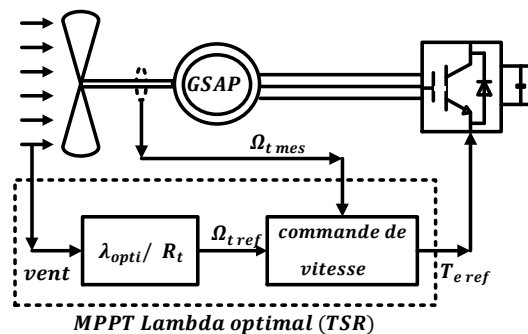 GSAP
Ω_t mes
λ_opti/ R_t
Ω_t ref
commande de
vitesse
vent
T_e ref
MPPT Lambda optimal (TSR)